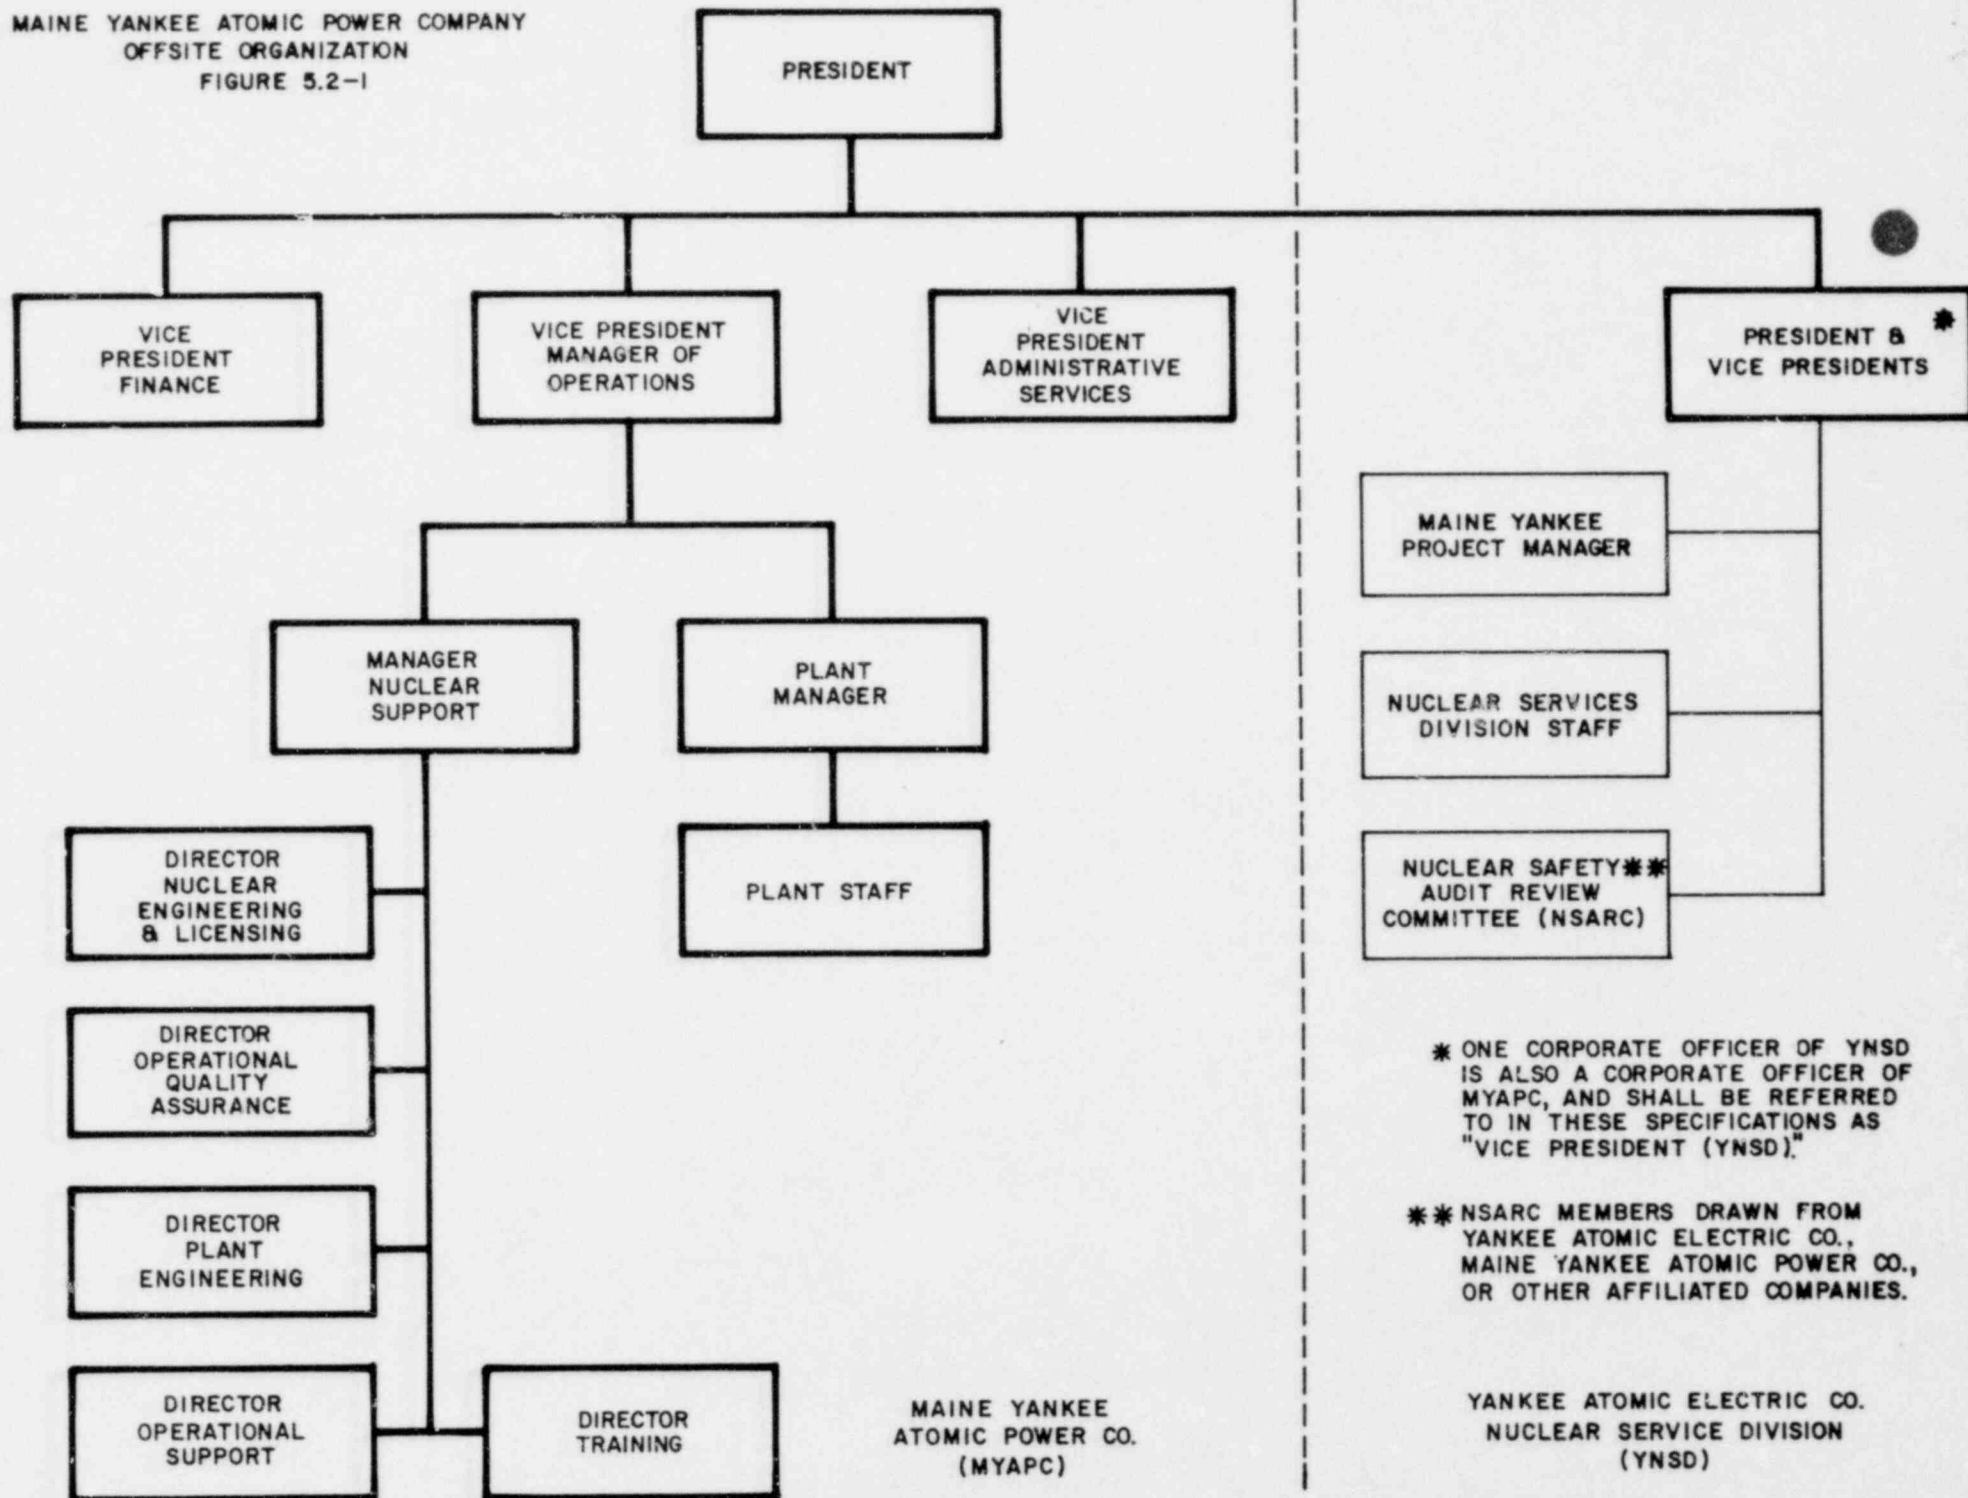 MAINE YANKEE ATOMIC POWER COMPANY
OFFSITE ORGANIZATION
FIGURE 5.2-1
PRESIDENT
VICE
PRESIDENT
FINANCE
VICE PRESIDENT
MANAGER OF
OPERATIONS
VICE
PRESIDENT
ADMINISTRATIVE
SERVICES
PRESIDENT & *
VICE PRESIDENTS
MANAGER
NUCLEAR
SUPPORT
PLANT
MANAGER
PLANT STAFF
DIRECTOR
NUCLEAR
ENGINEERING
& LICENSING
DIRECTOR
OPERATIONAL
QUALITY
ASSURANCE
DIRECTOR
PLANT
ENGINEERING
DIRECTOR
OPERATIONAL
SUPPORT
DIRECTOR
TRAINING
MAINE YANKEE
ATOMIC POWER CO.
(MYAPC)
MAINE YANKEE
PROJECT MANAGER
NUCLEAR SERVICES
DIVISION STAFF
NUCLEAR SAFETY**
AUDIT REVIEW
COMMITTEE (NSARC)
* ONE CORPORATE OFFICER OF YNSD
IS ALSO A CORPORATE OFFICER OF
MYAPC, AND SHALL BE REFERRED
TO IN THESE SPECIFICATIONS AS
"VICE PRESIDENT (YNSD)."
** NSARC MEMBERS DRAWN FROM
YANKEE ATOMIC ELECTRIC CO.,
MAINE YANKEE ATOMIC POWER CO.,
OR OTHER AFFILIATED COMPANIES.
YANKEE ATOMIC ELECTRIC CO.
NUCLEAR SERVICE DIVISION
(YNSD)